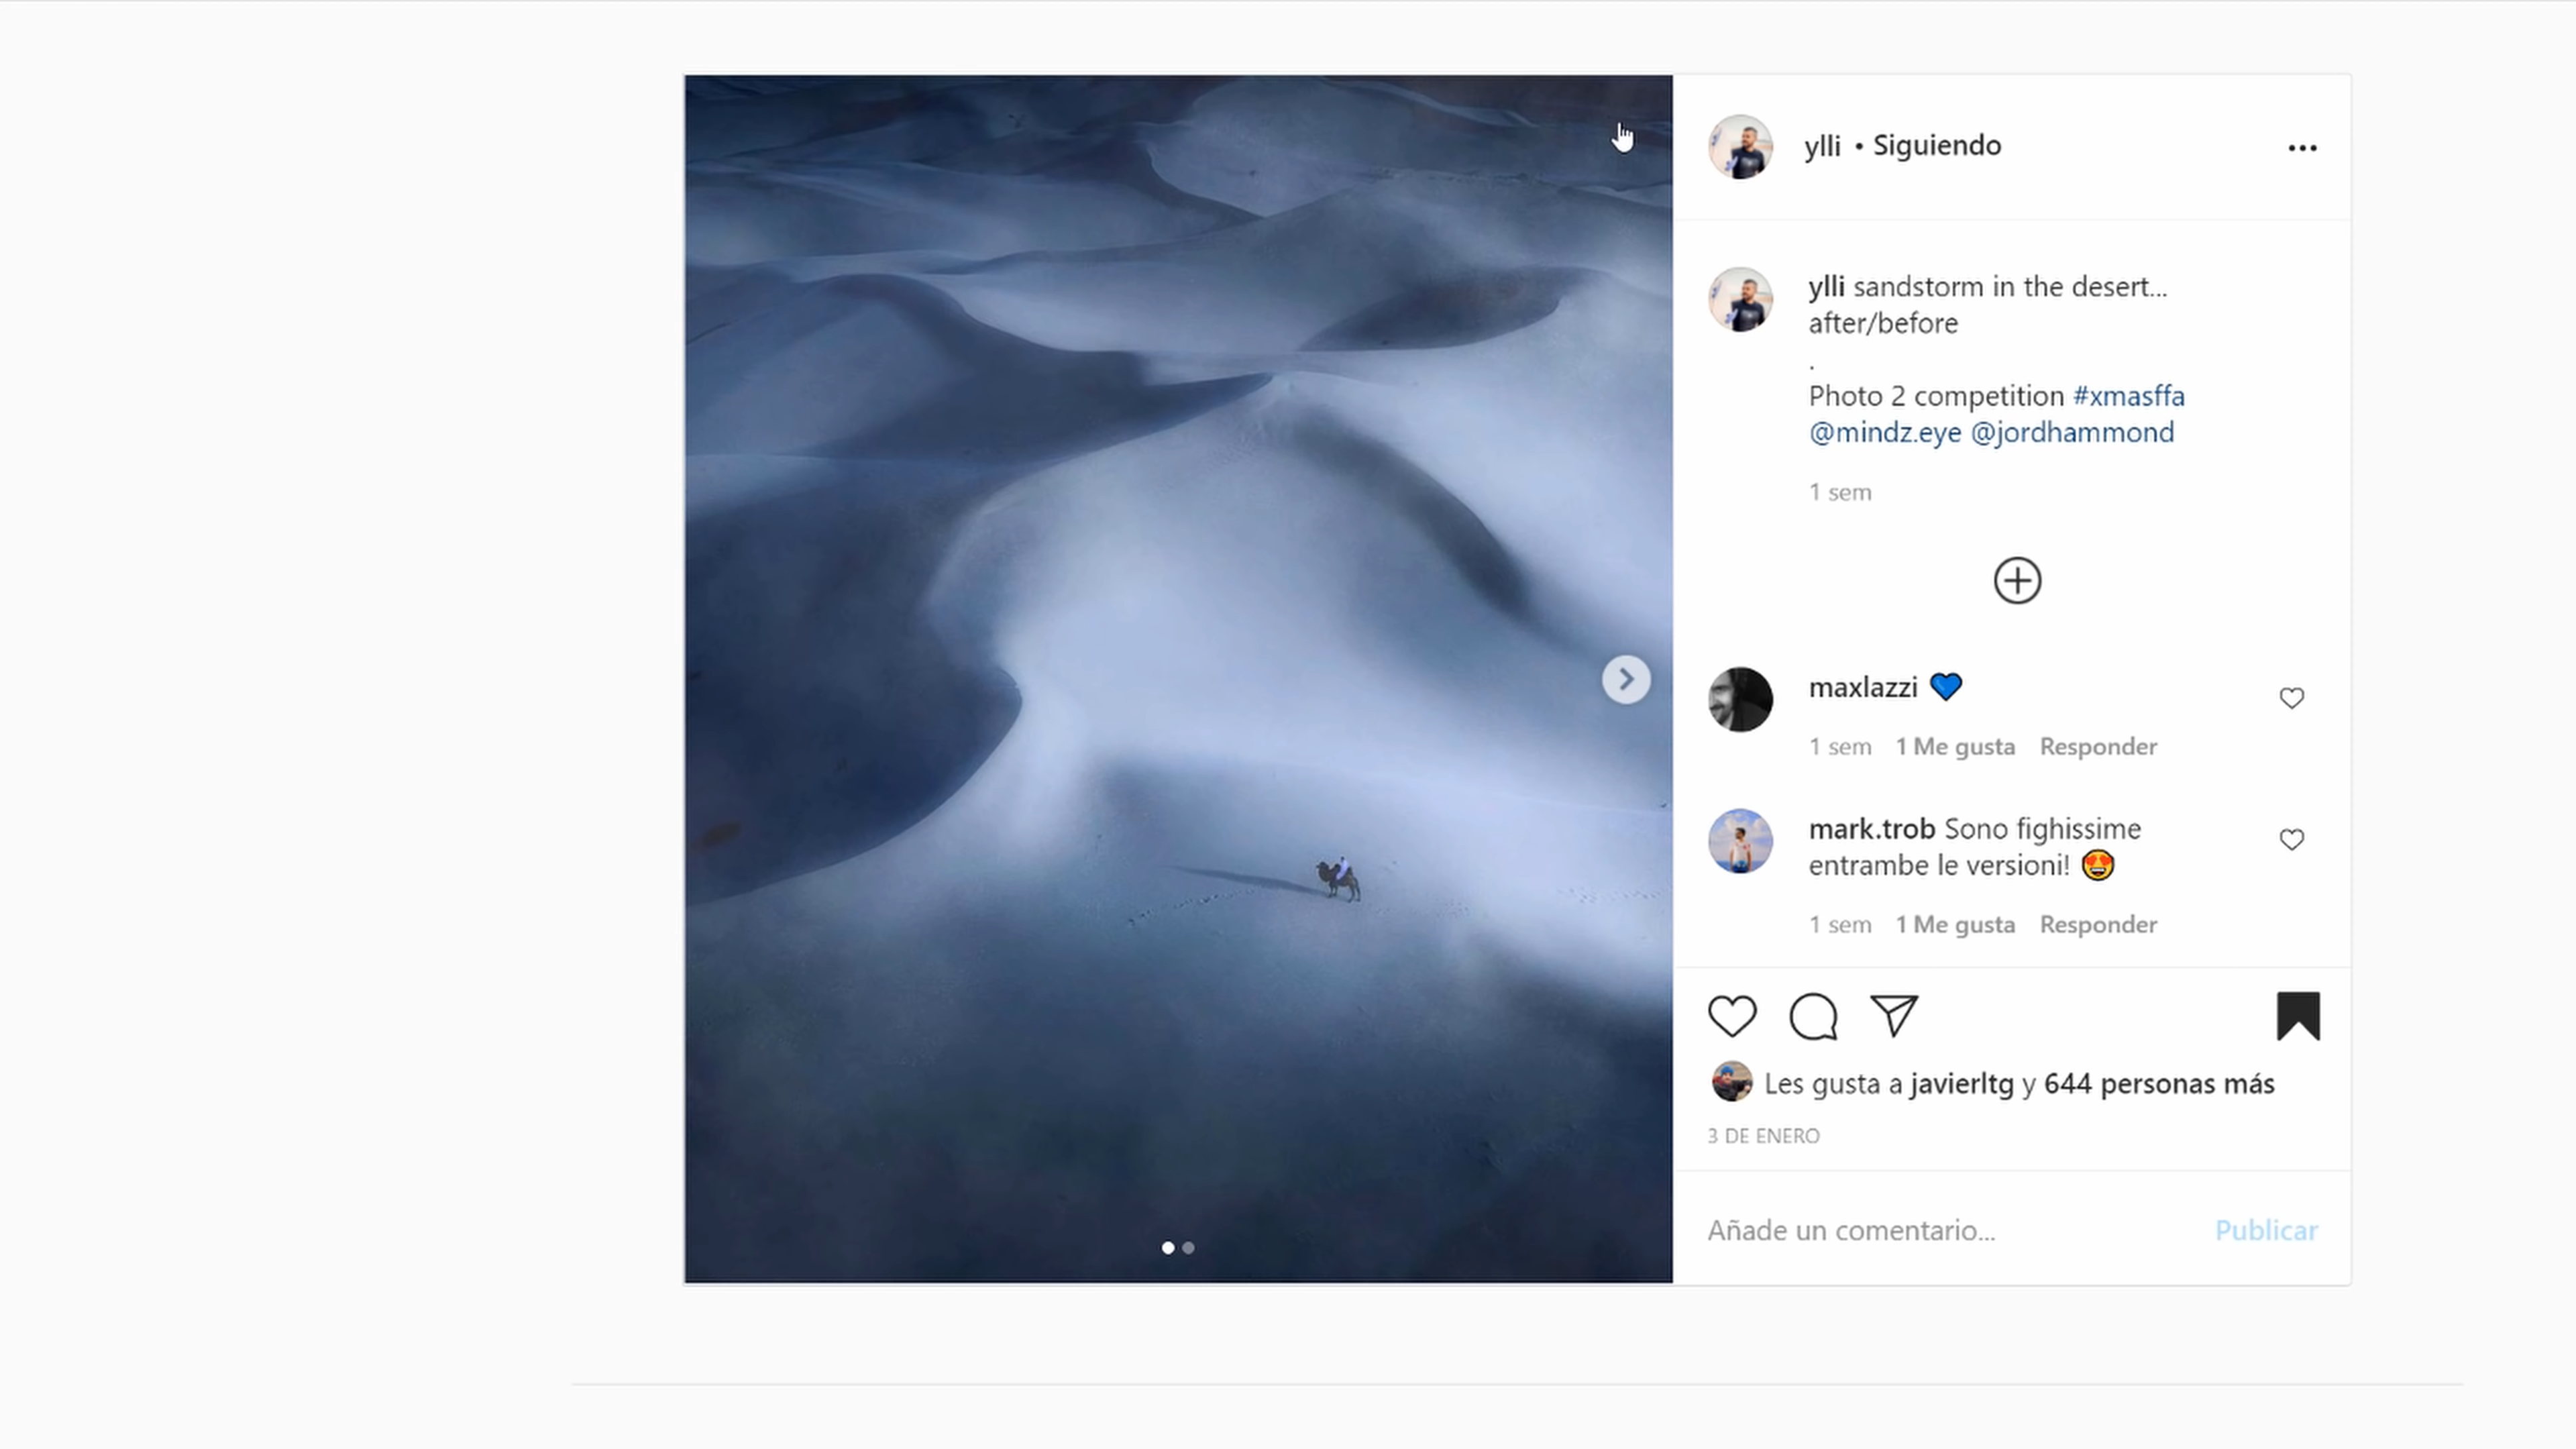 ylli • Siguiendo
ylli sandstorm in the desert...
after/before
.
Photo 2 competition #xmasffa
@mindz.eye @jordhammond
1 sem
maxlazzi 💙
1 sem 1 Me gusta Responder
mark.trob Sono fighissime
entrambe le versioni! 😍
1 sem 1 Me gusta Responder
Les gusta a javierltg y 644 personas más
3 DE ENERO
Añade un comentario... Publicar